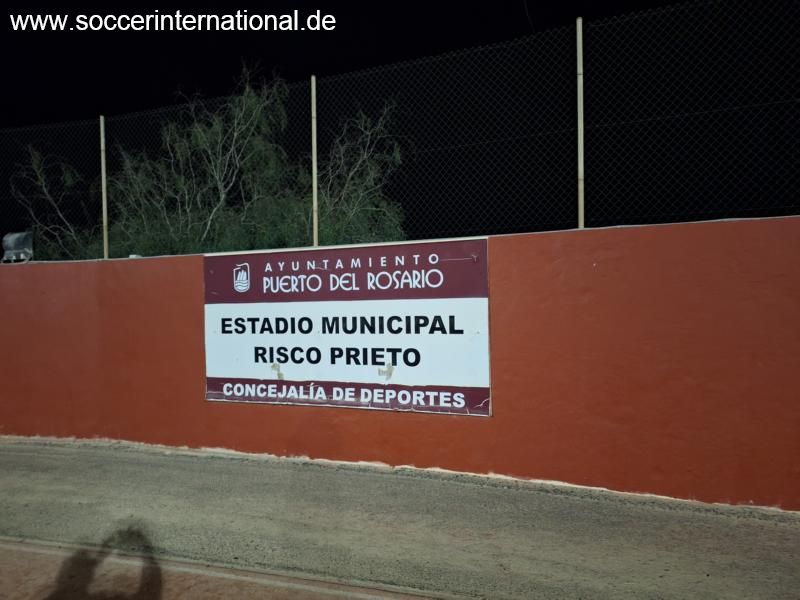 www.soccerinternational.de
AYUNTAMIENTO
PUERTO DEL ROSARIO
ESTADIO MUNICIPAL
RISCO PRIETO
CONCEJALÍA DE DEPORTES